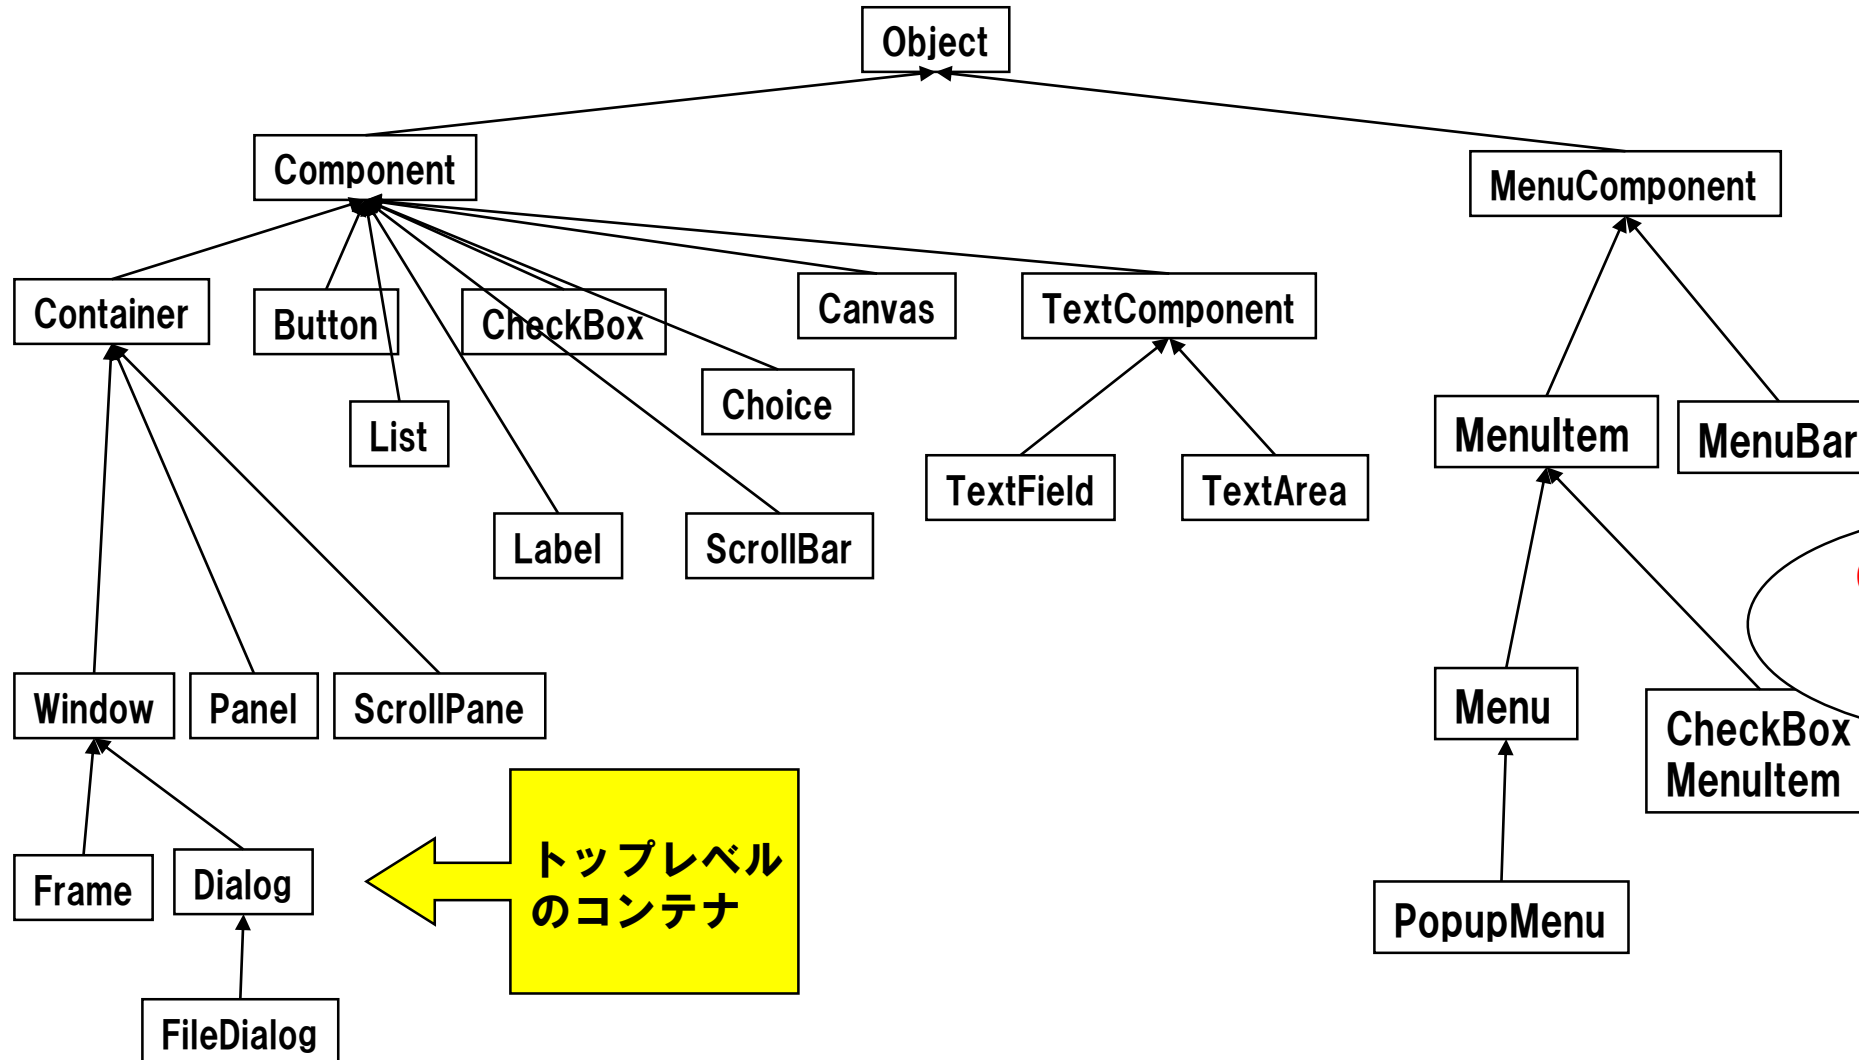 Object
Component
MenuComponent
Container
Button
CheckBox
Canvas
TextComponent
List
Choice
MenuItem
MenuBar
Label
ScrollBar
TextField
TextArea
Window
Panel
ScrollPane
Menu
CheckBox
MenuItem
トップレベル
のコンテナ
Frame
Dialog
PopupMenu
FileDialog